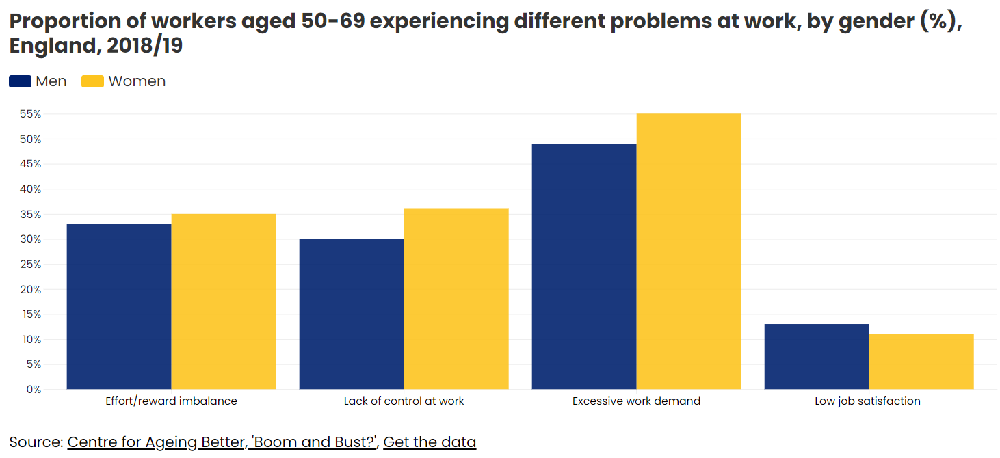 Proportion of workers aged 50-69 experiencing different problems at work, by gender (%),
England, 2018/19
Men Women
55%
50%
45%
40%
35%
30%
25%
20%
15%
10%
5%
0%
Effort/reward imbalance Lack of control at work Excessive work demand Low job satisfaction
Source: Centre for Ageing Better, 'Boom and Bust?', Get the data